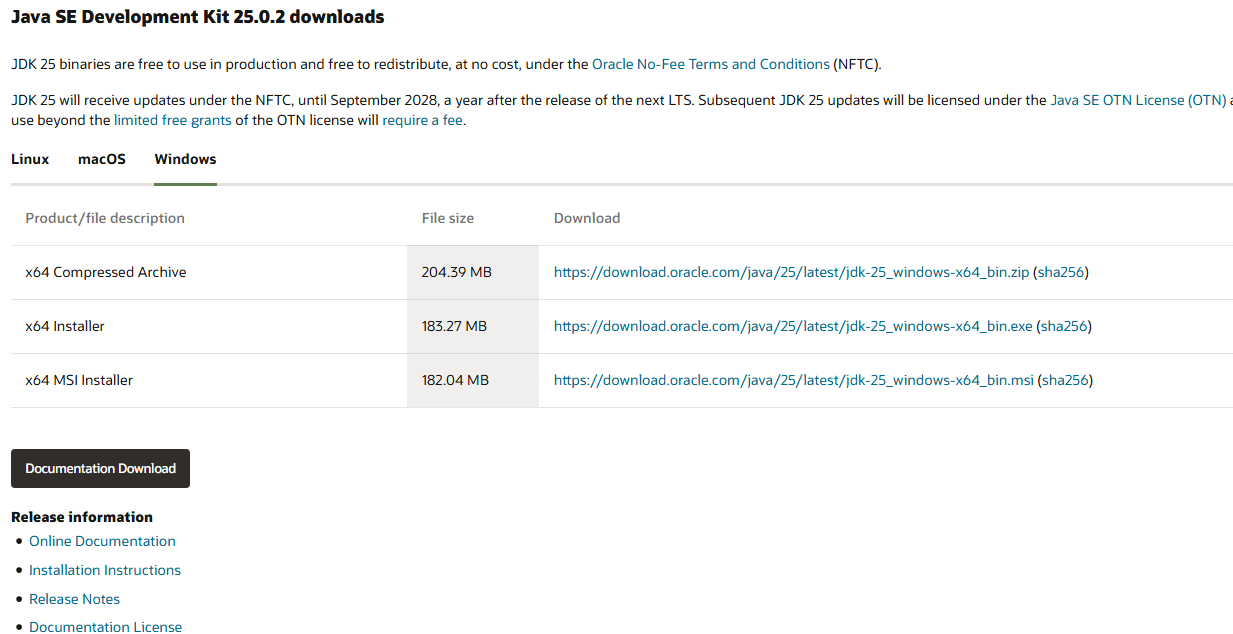 Java SE Development Kit 25.0.2 downloads
JDK 25 binaries are free to use in production and free to redistribute, at no cost, under the Oracle No-Fee Terms and Conditions (NFTC).
JDK 25 will receive updates under the NFTC, until September 2028, a year after the release of the next LTS. Subsequent JDK 25 updates will be licensed under the Java SE OTN License (OTN)
use beyond the limited free grants of the OTN license will require a fee.
Linux macOS Windows
Product/file description File size Download
x64 Compressed Archive 204.39 MB https://download.oracle.com/java/25/latest/jdk-25_windows-x64_bin.zip (sha256)
x64 Installer 183.27 MB https://download.oracle.com/java/25/latest/jdk-25_windows-x64_bin.exe (sha256)
x64 MSI Installer 182.04 MB https://download.oracle.com/java/25/latest/jdk-25_windows-x64_bin.msi (sha256)
Documentation Download
Release information
• Online Documentation
• Installation Instructions
• Release Notes
• Documentation License